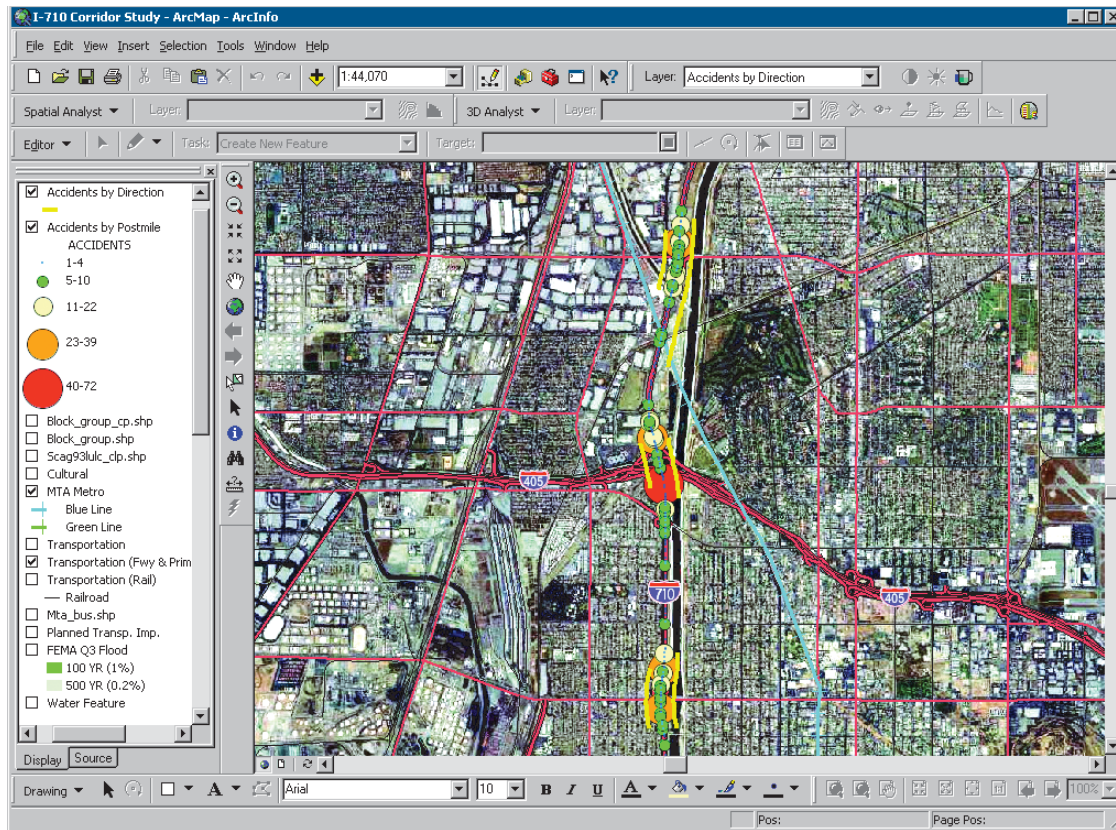 I-710 Corridor Study - ArcMap - ArcInfo
File Edit View Insert Selection Tools Window Help
1:44,070 Layer: Accidents by Direction
Spatial Analyst Layer: 3D Analyst Layer:
Editor Task: Create New Feature Target:
Accidents by Direction
Accidents by Postmile
ACCIDENTS
1-4
5-10
11-22
23-39
40-72
Block_group_cp.shp
Block_group.shp
Scag93lulc_clp.shp
Cultural
MTA Metro
Blue Line
Green Line
Transportation
Transportation (Fwy & Prim
Transportation (Rail)
Railroad
Mta_bus.shp
Planned Transp. Imp.
FEMA Q3 Flood
100 YR (1%)
500 YR (0.2%)
Water Feature
Display Source
405
710
405
Drawing A Arial 10 B I U A 100%
Pos: Page Pos: